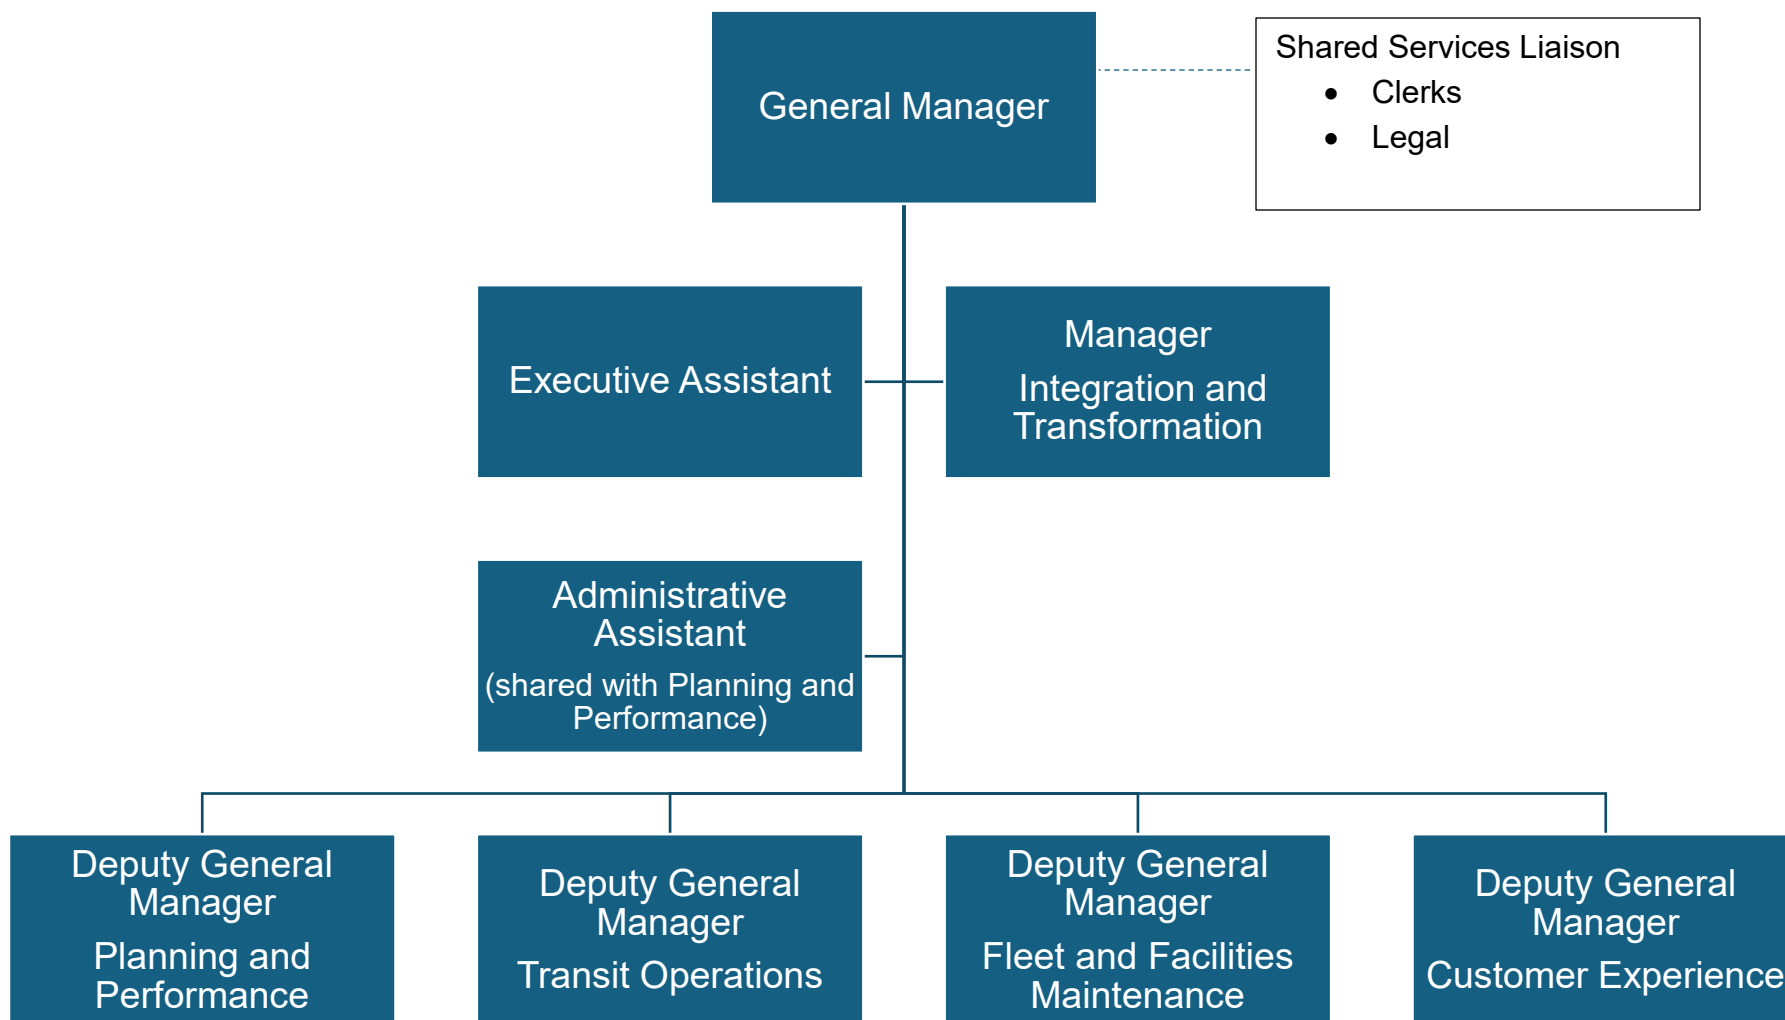 General Manager
Shared Services Liaison
• Clerks
• Legal
Executive Assistant
Manager
Integration and
Transformation
Administrative
Assistant
(shared with Planning and
Performance)
Deputy General
Manager
Planning and
Performance
Deputy General
Manager
Transit Operations
Deputy General
Manager
Fleet and Facilities
Maintenance
Deputy General
Manager
Customer Experience